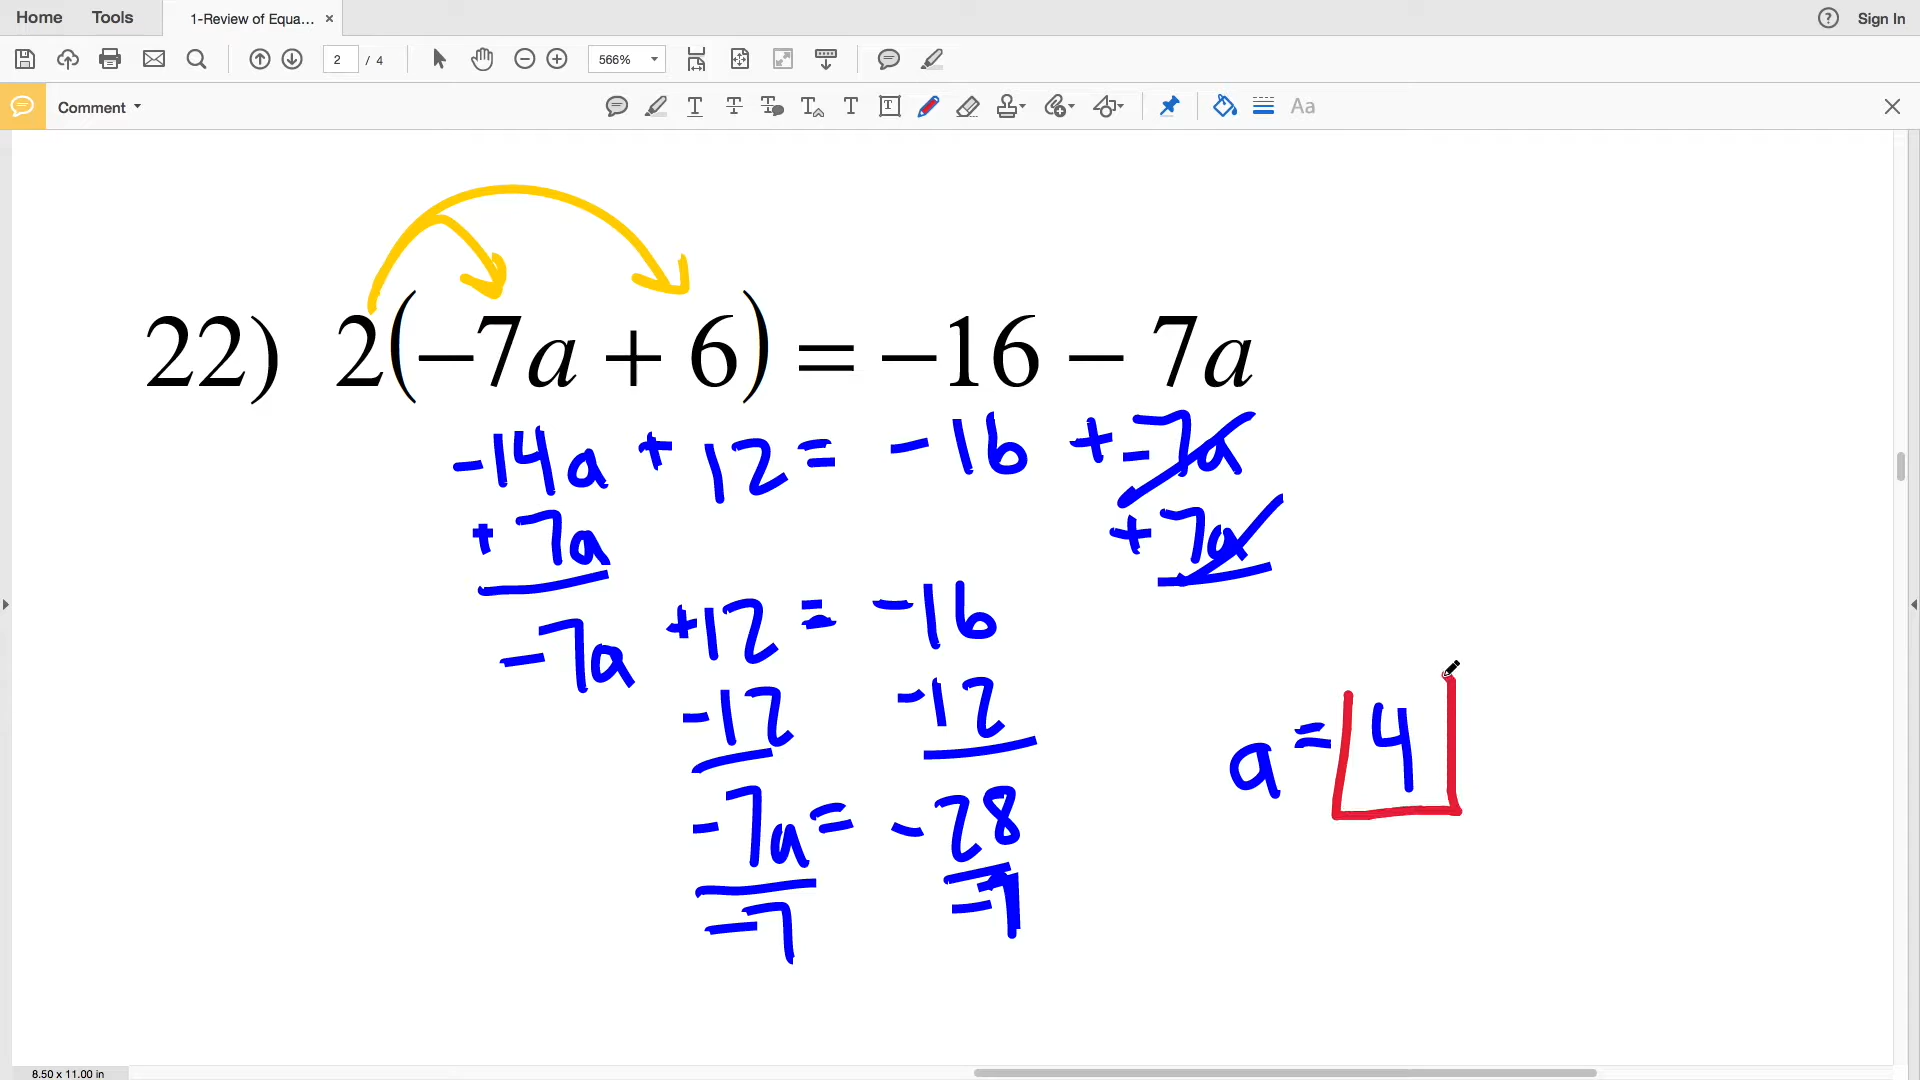 Home Tools 1-Review of Equa... × ? Sign In
2 / 4 566%
Comment T T T T T T Aa
22) 2(−7a + 6) = −16 − 7a
-14a + 12 = -16 + -7a
+ 7a + 7a
-7a +12 = -16
-12 -12
a = 4
-7a = -28
-7 -7
8.50 x 11.00 in